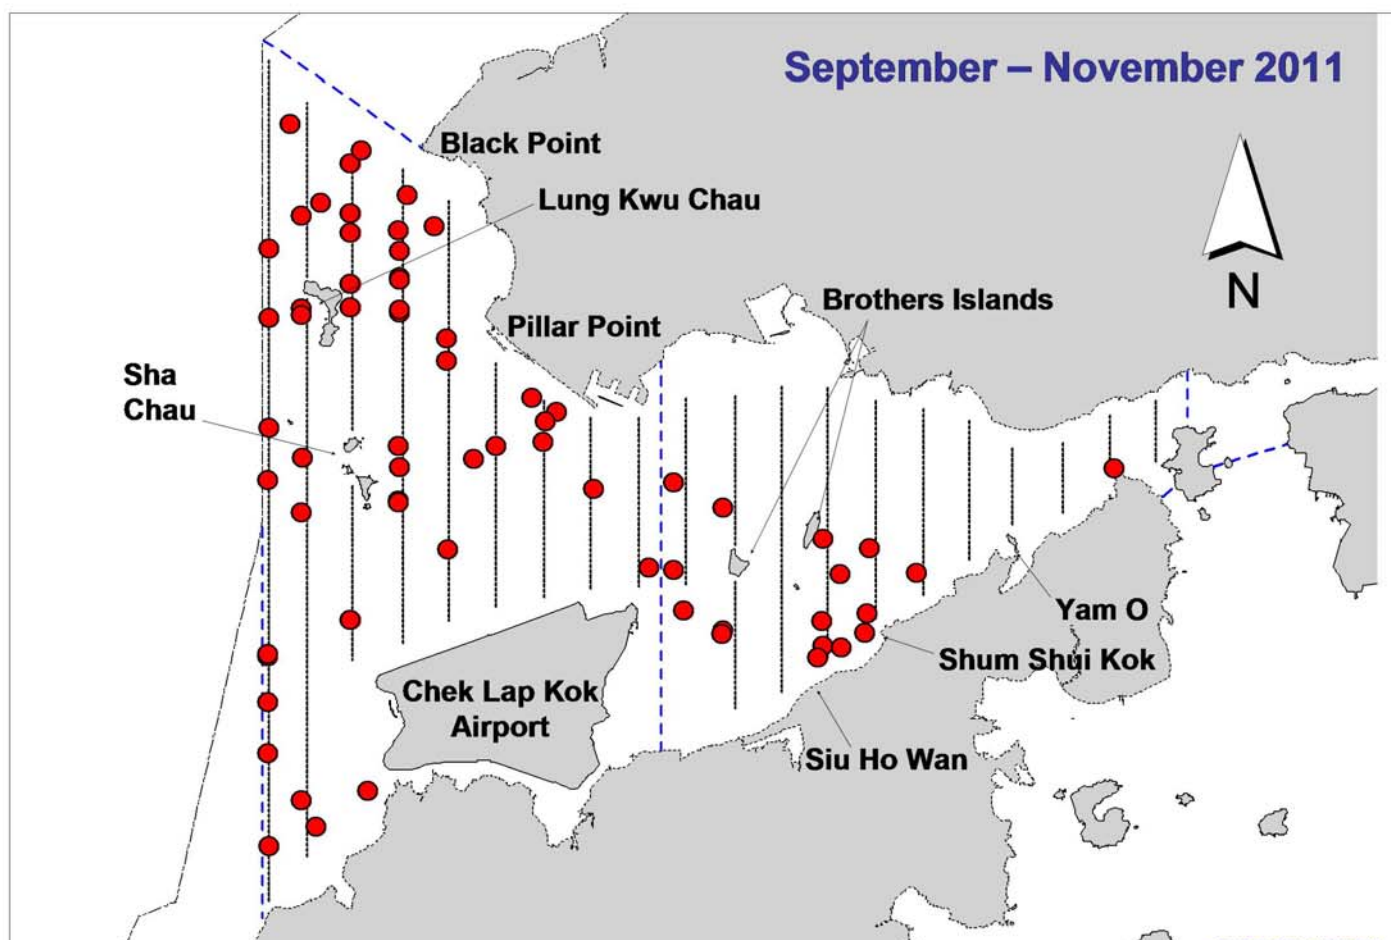 September – November 2011
Black Point
Lung Kwu Chau
N
Brothers Islands
Pillar Point
Sha
Chau
Yam O
Shum Shui Kok
Chek Lap Kok
Airport
Siu Ho Wan